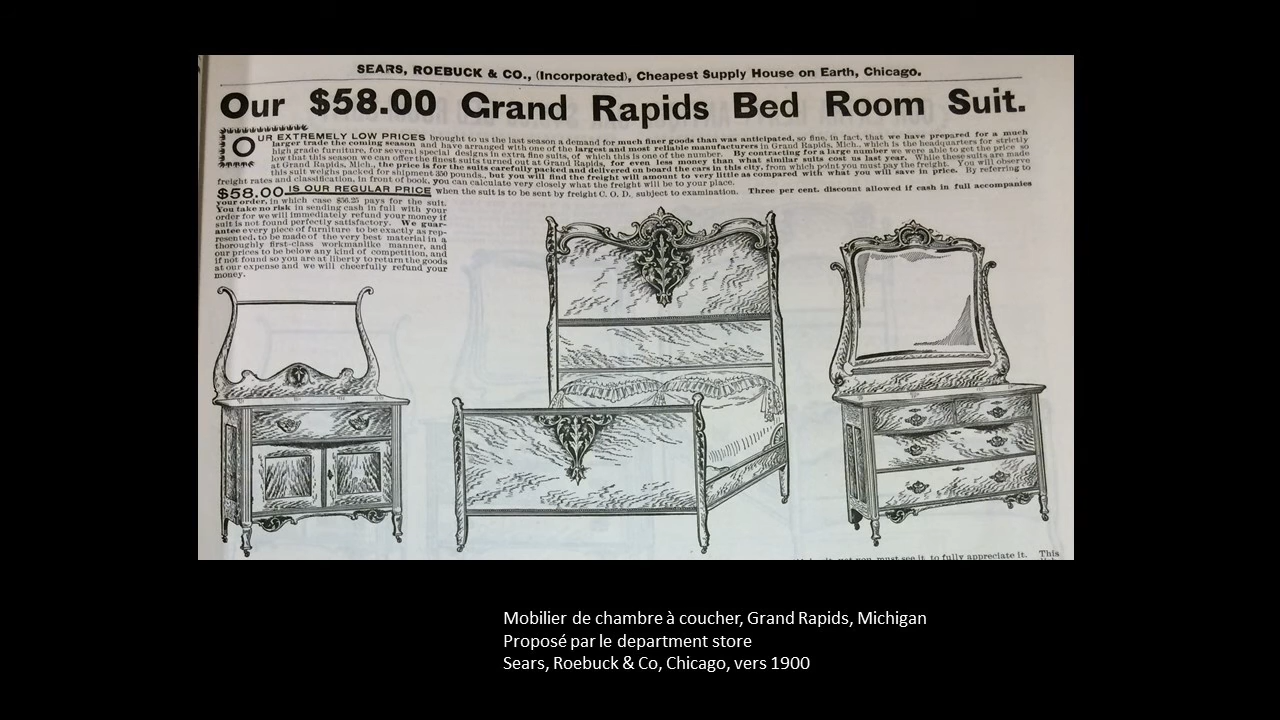 SEARS, ROEBUCK & CO., (Incorporated), Cheapest Supply House on Earth, Chicago.
Our $58.00 Grand Rapids Bed Room Suit.
OUR EXTREMELY LOW PRICES brought to us the last season a demand for much finer goods than was anticipated, so fine, in fact, that we have prepared for a much
larger trade the coming season and have arranged with one of the largest and most reliable manufacturers in Grand Rapids, Mich., which is the headquarters for strictly
high grade furniture, for several special designs in extra fine suits, of which this is one of the number. By contracting for a large number we were able to get the price so
low that this season we can offer the finest suits turned out at Grand Rapids, for even less money than what similar suits cost us last year. While these suits are made
at Grand Rapids, Mich., the price is for the suits carefully packed and delivered on board the cars in this city, from which point you must pay the freight. You will observe
this suit weighs packed for shipment 350 pounds, but you will find the freight will amount to very little as compared with what you will save in price. By referring to
freight rates and classification, in front of book, you can calculate very closely what the freight will be to your place.
$58.00 IS OUR REGULAR PRICE when the suit is to be sent by freight C. O. D. subject to examination. Three per cent. discount allowed if cash in full accompanies
your order, in which case $56.25 pays for the suit.
You take no risk in sending cash in full with your
order for we will immediately refund your money if
suit is not found perfectly satisfactory. We guar-
antee every piece of furniture to be exactly as rep-
resented, to be made of the very best material in a
thoroughly first-class workmanlike manner, and
our prices to be below any kind of competition, and
if not found so you are at liberty to return the goods
at our expense and we will cheerfully refund your
money.
you must see it to fully appreciate it. This
Mobilier de chambre à coucher, Grand Rapids, Michigan
Proposé par le department store
Sears, Roebuck & Co, Chicago, vers 1900